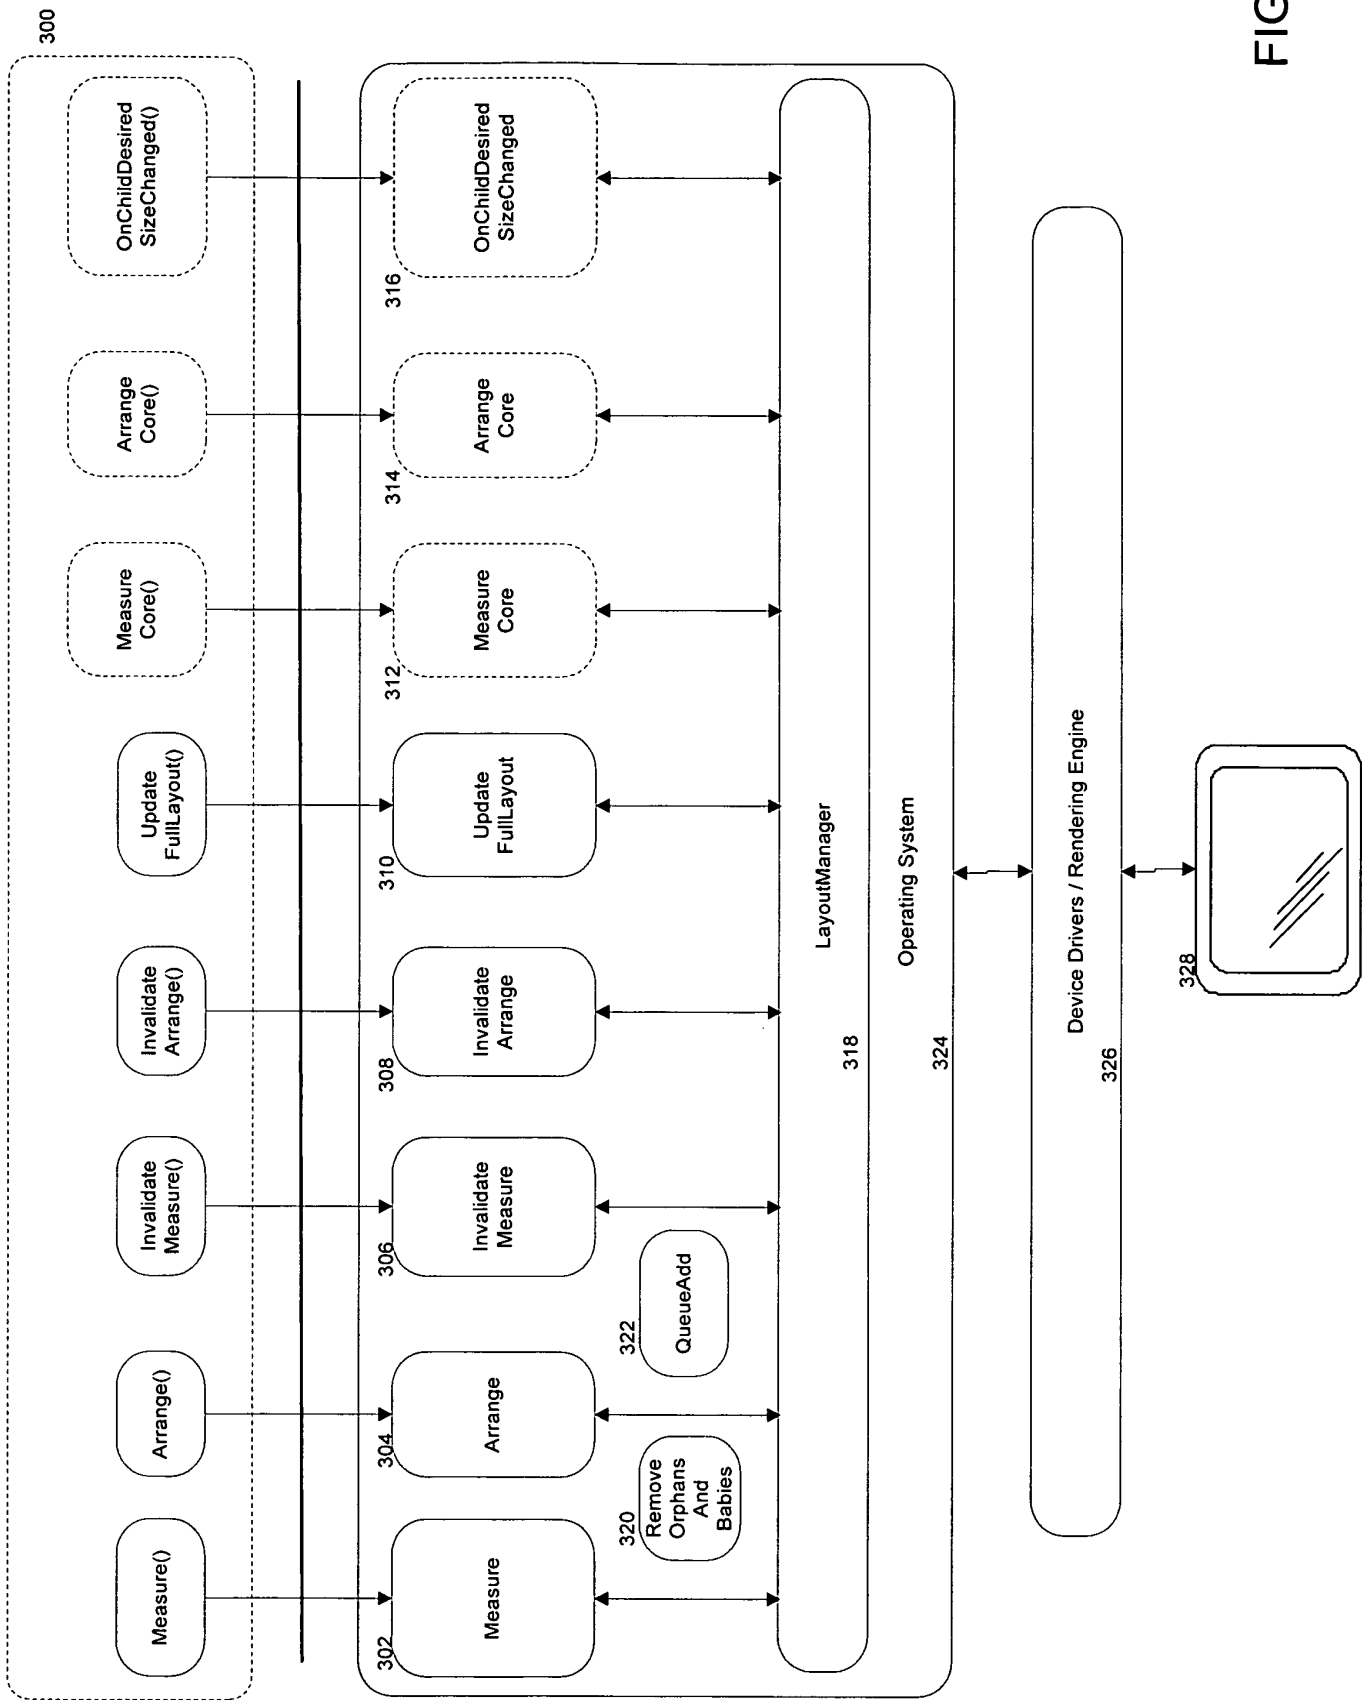 300
Measure()
Arrange()
Invalidate
Measure()
Invalidate
Arrange()
Update
FullLayout()
Measure
Core()
Arrange
Core()
OnChildDesired
SizeChanged()
302
Measure
304
Arrange
306
Invalidate
Measure
308
Invalidate
Arrange
310
Update
FullLayout
312
Measure
Core
314
Arrange
Core
316
OnChildDesired
SizeChanged
320
Remove
Orphans
And
Babies
322
QueueAdd
LayoutManager
318
Operating System
324
Device Drivers / Rendering Engine
326
328
FIG